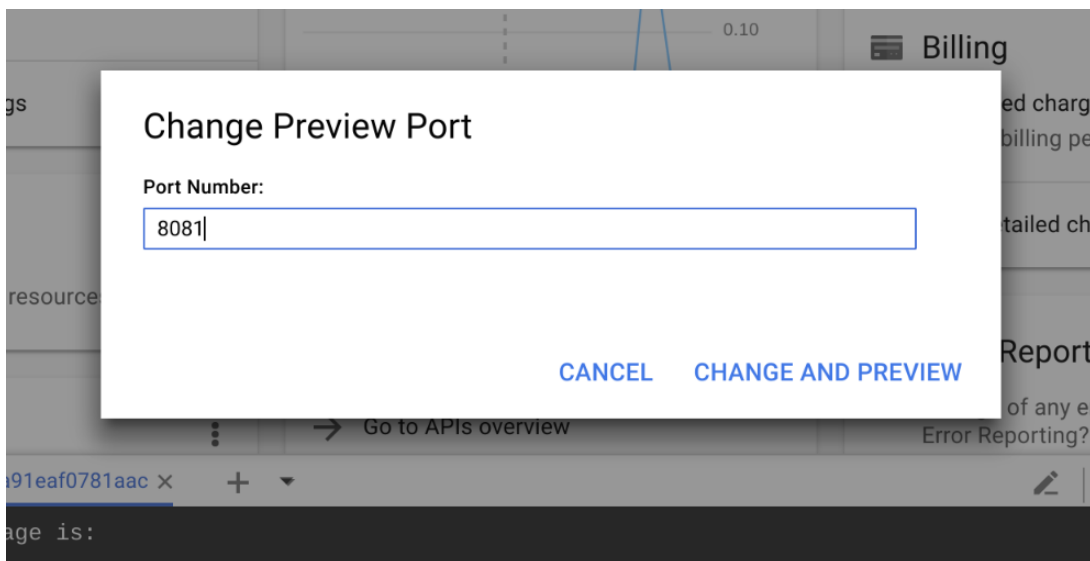 0.10
Billing
gs
ed charg
billing pe
Change Preview Port
Port Number:
8081
tailed ch
resource
CANCEL
CHANGE AND PREVIEW
Report
of any e
Error Reporting?
Go to APIs overview
a91eaf0781aac
age is: